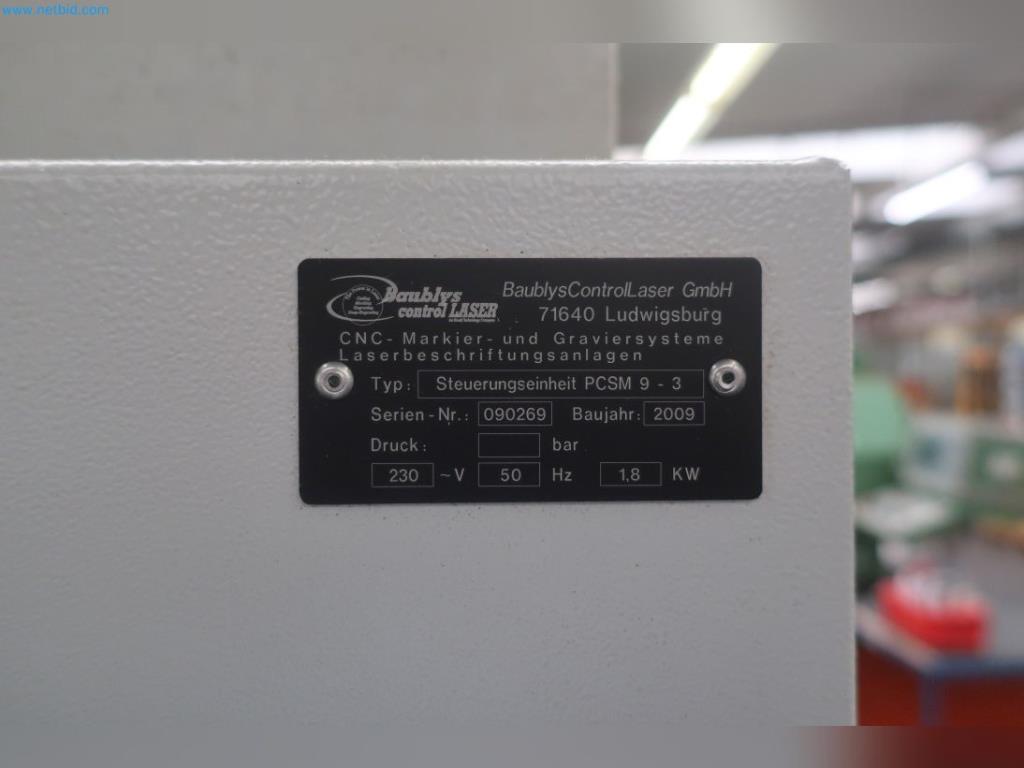 www.netbid.com
Baublys
control LASER
BaublysControlLaser GmbH
71640 Ludwigsburg
CNC- Markier- und Graviersysteme
Laserbeschriftungsanlagen
Typ: Steuerungseinheit PCSM 9 - 3
Serien-Nr.: 090269 Baujahr: 2009
Druck: bar
230 ~V 50 Hz 1,8 KW